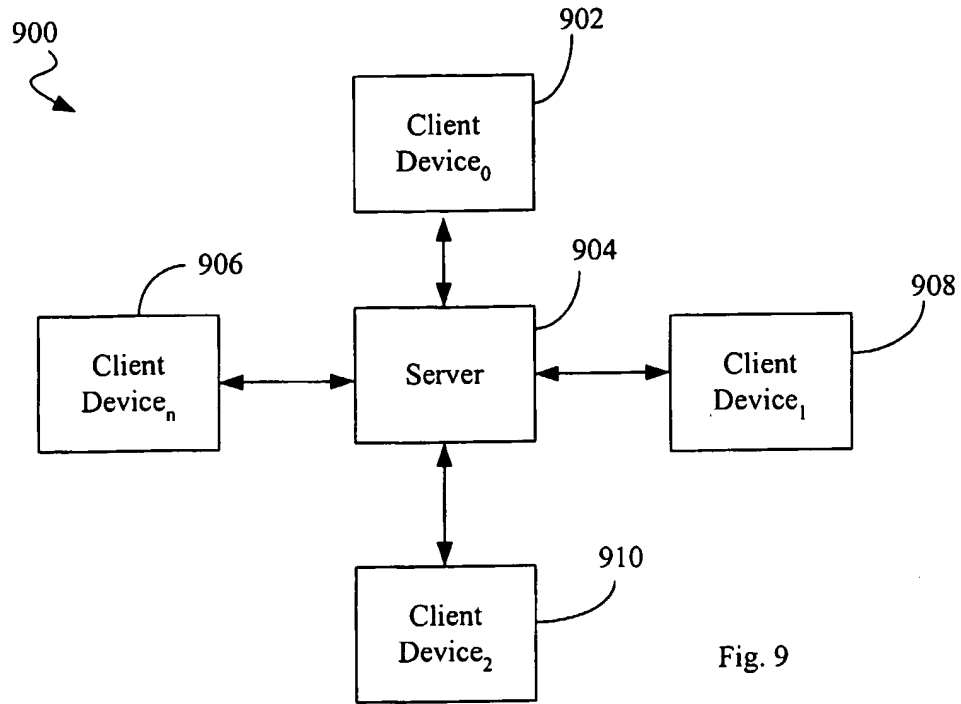 900
902
Client
Device₀
906
904
908
Client
Deviceₙ
Server
Client
Device₁
910
Client
Device₂
Fig. 9